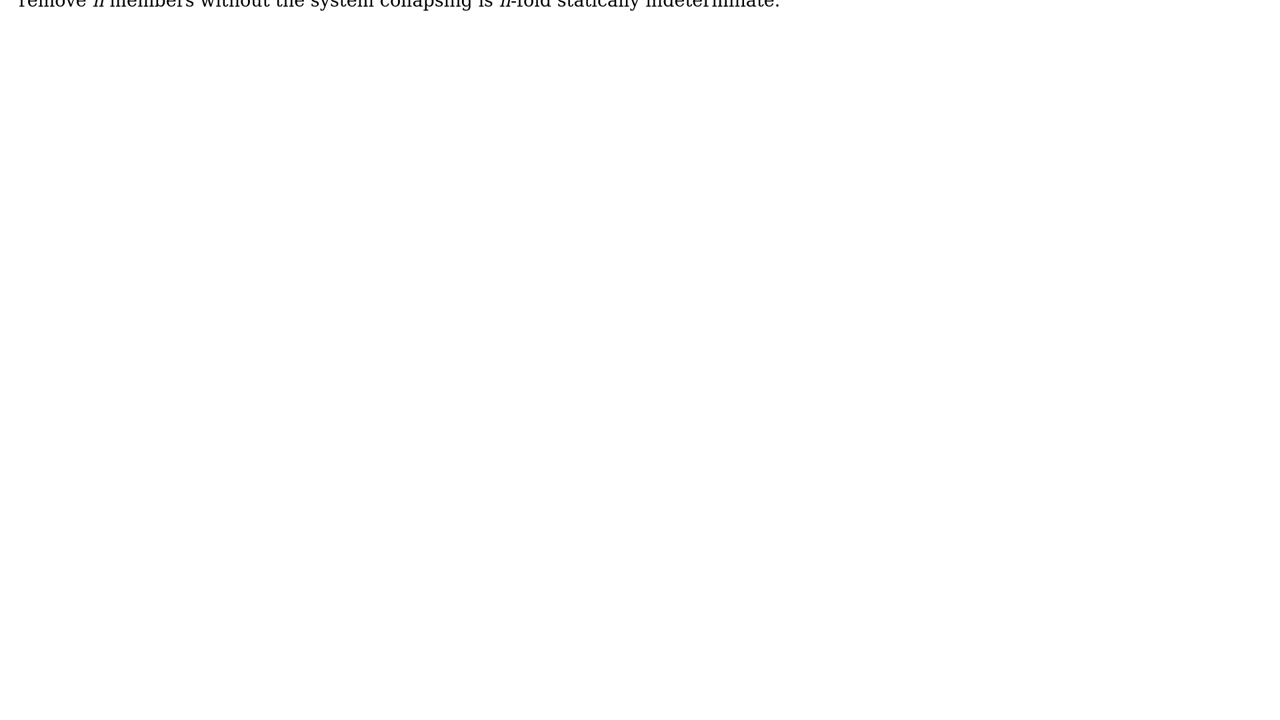 remove n members without the system collapsing is n-fold statically indeterminate.